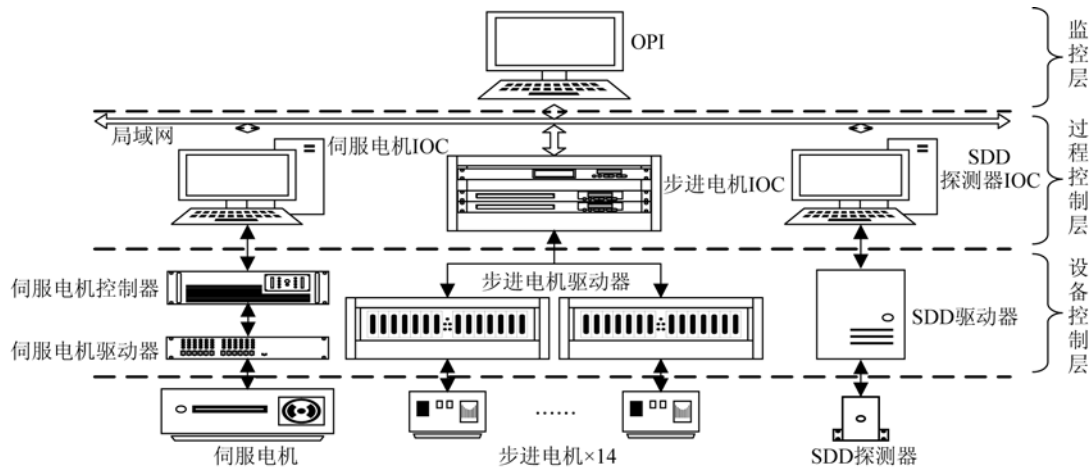 OPI
监控层
局域网
伺服电机IOC
步进电机IOC
SDD
探测器IOC
过程控制层
伺服电机控制器
步进电机驱动器
SDD驱动器
伺服电机驱动器
设备控制层
……
伺服电机
步进电机×14
SDD探测器